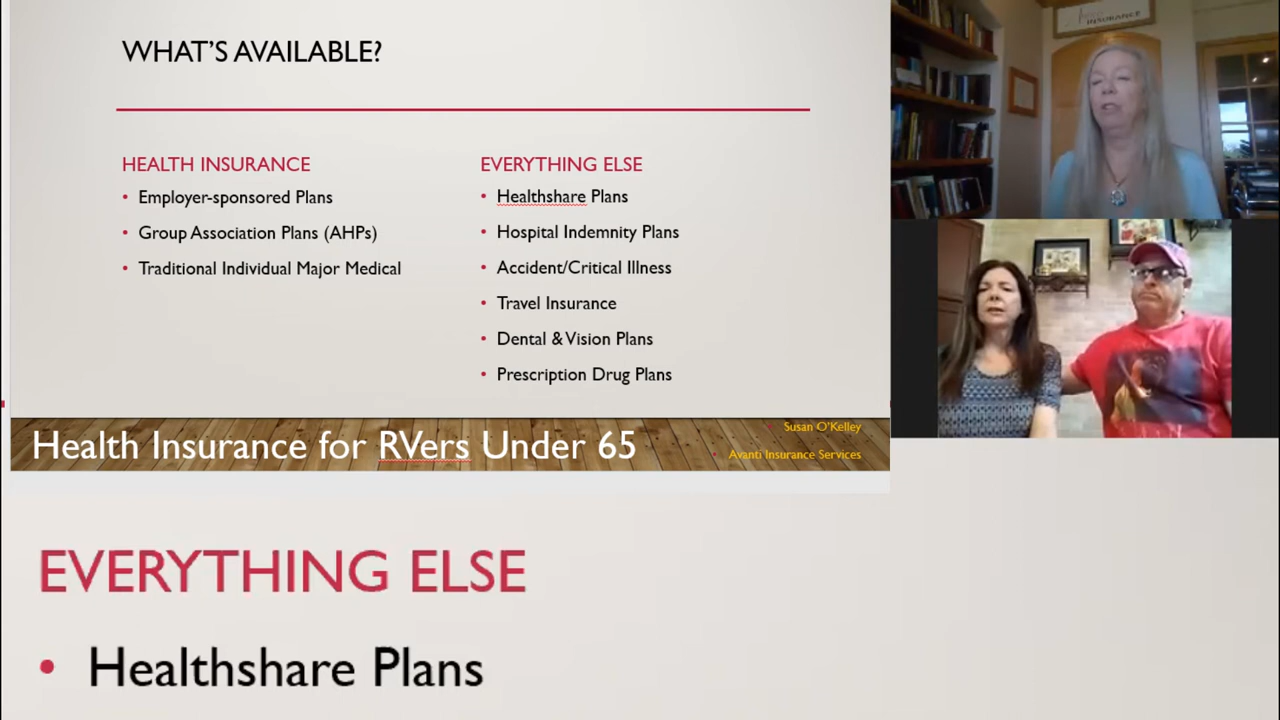 WHAT'S AVAILABLE?
HEALTH INSURANCE
• Employer-sponsored Plans
• Group Association Plans (AHPs)
• Traditional Individual Major Medical
EVERYTHING ELSE
• Healthshare Plans
• Hospital Indemnity Plans
• Accident/Critical Illness
• Travel Insurance
• Dental & Vision Plans
• Prescription Drug Plans
Health Insurance for RVers Under 65
• Susan O'Kelley
• Avanti Insurance Services
INSURANCE
EVERYTHING ELSE
• Healthshare Plans